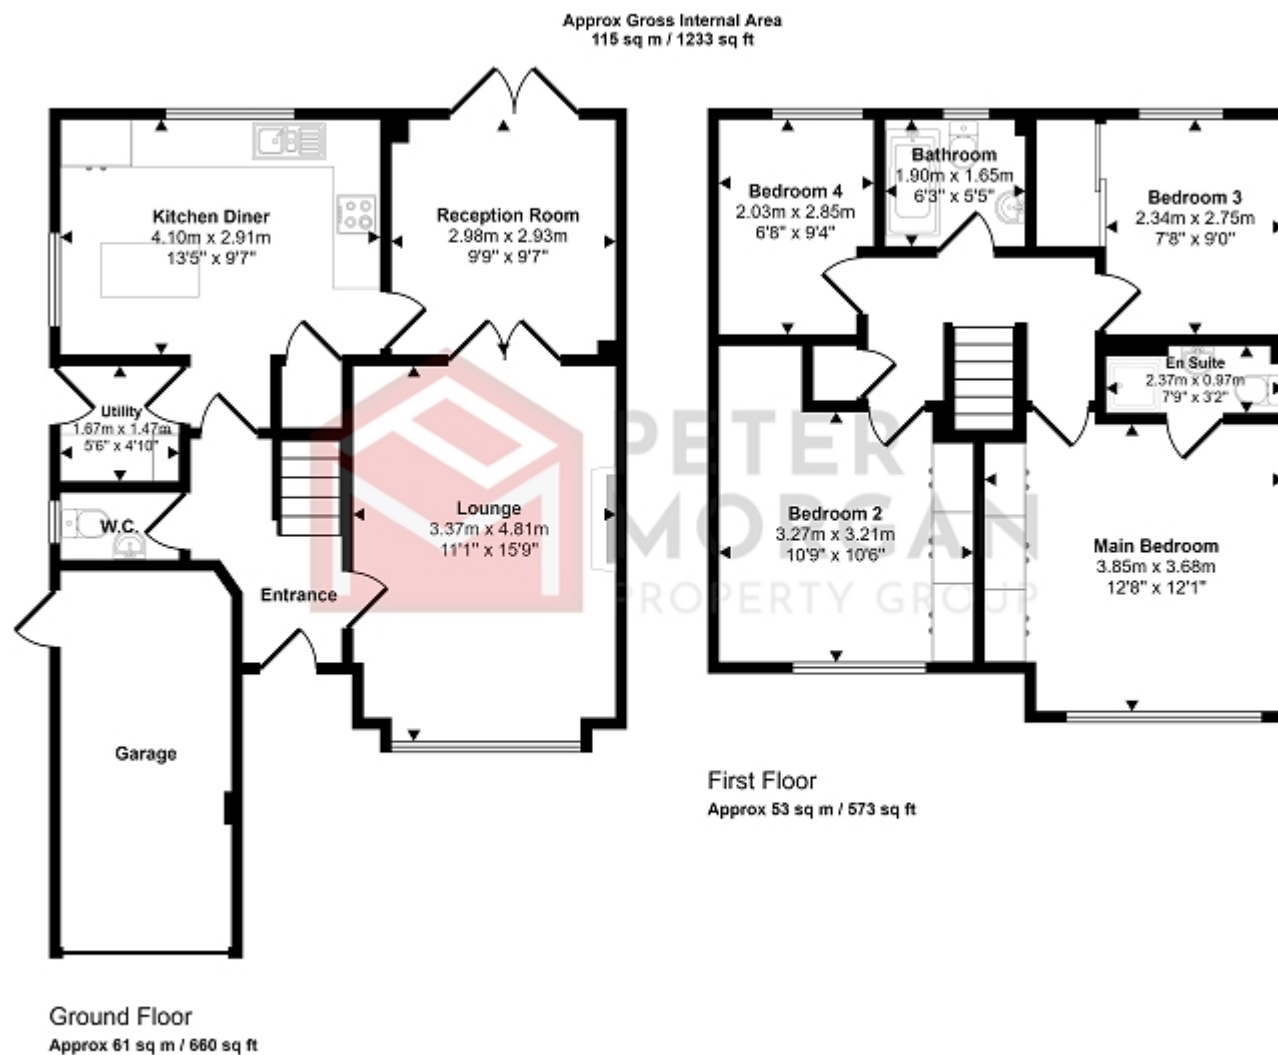 Approx Gross Internal Area
115 sq m / 1233 sq ft
Kitchen Diner
4.10m x 2.91m
13'5" x 9'7"
Reception Room
2.98m x 2.93m
9'9" x 9'7"
Utility
1.67m x 1.47m
5'6" x 4'10"
W.C.
Lounge
3.37m x 4.81m
11'1" x 15'9"
Entrance
Garage
Ground Floor
Approx 61 sq m / 660 sq ft
Bedroom 4
2.03m x 2.85m
6'8" x 9'4"
Bathroom
1.90m x 1.65m
6'3" x 5'5"
Bedroom 3
2.34m x 2.75m
7'8" x 9'0"
En Suite
2.37m x 0.97m
7'9" x 3'2"
Bedroom 2
3.27m x 3.21m
10'9" x 10'6"
Main Bedroom
3.85m x 3.68m
12'8" x 12'1"
First Floor
Approx 53 sq m / 573 sq ft
PETER
MORGAN
PROPERTY GROUP